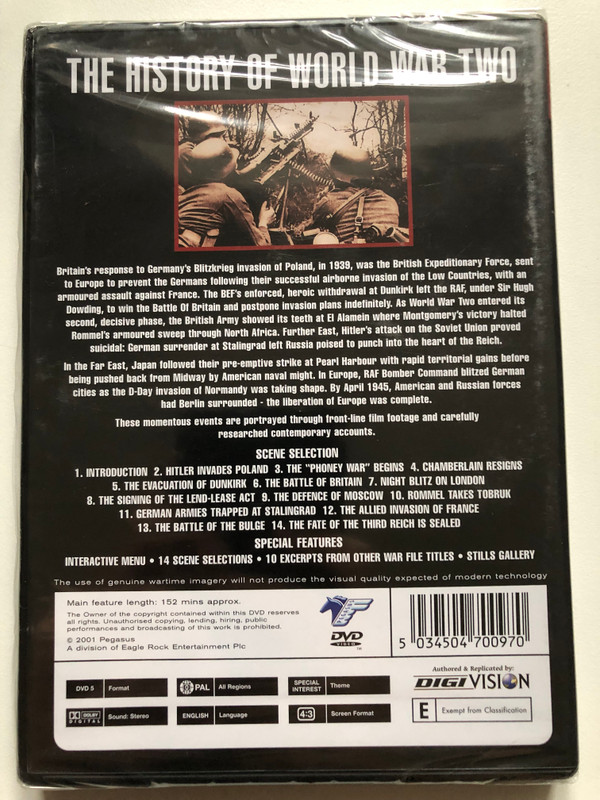 THE HISTORY OF WORLD WAR TWO
Britain's response to Germany's Blitzkrieg invasion of Poland, in 1939, was the British Expeditionary Force, sent
to Europe to prevent the Germans following their successful airborne invasion of the Low Countries, with an
armoured assault against France. The BEF's enforced, heroic withdrawal at Dunkirk left the RAF, under Sir Hugh
Dowding, to win the Battle Of Britain and postpone invasion plans indefinitely. As World War Two entered its
second, decisive phase, the British Army showed its teeth at El Alamein where Montgomery's victory halted
Rommel's armoured sweep through North Africa. Further East, Hitler's attack on the Soviet Union proved
suicidal: German surrender at Stalingrad left Russia poised to punch into the heart of the Reich.
In the Far East, Japan followed their pre-emptive strike at Pearl Harbour with rapid territorial gains before
being pushed back from Midway by American naval might. In Europe, RAF Bomber Command blitzed German
cities as the D-Day invasion of Normandy was taking shape. By April 1945, American and Russian forces
had Berlin surrounded - the liberation of Europe was complete.
These momentous events are portrayed through front-line film footage and carefully
researched contemporary accounts.
SCENE SELECTION
1. INTRODUCTION 2. HITLER INVADES POLAND 3. THE "PHONEY WAR" BEGINS 4. CHAMBERLAIN RESIGNS
5. THE EVACUATION OF DUNKIRK 6. THE BATTLE OF BRITAIN 7. NIGHT BLITZ ON LONDON
8. THE SIGNING OF THE LEND-LEASE ACT 9. THE DEFENCE OF MOSCOW 10. ROMMEL TAKES TOBRUK
11. GERMAN ARMIES TRAPPED AT STALINGRAD 12. THE ALLIED INVASION OF FRANCE
13. THE BATTLE OF THE BULGE 14. THE FATE OF THE THIRD REICH IS SEALED
SPECIAL FEATURES
INTERACTIVE MENU • 14 SCENE SELECTIONS • 10 EXCERPTS FROM OTHER WAR FILE TITLES • STILLS GALLERY
The use of genuine wartime imagery will not produce the visual quality expected of modern technology
Main feature length: 152 mins approx.
The Owner of the copyright contained within this DVD reserves
all rights. Unauthorised copying, lending, hiring, public
performances and broadcasting of this work is prohibited.
© 2001 Pegasus
A division of Eagle Rock Entertainment Plc
DVD
VIDEO
TM
5 034504 700970
DVD 5 Format
PAL All Regions
SPECIAL INTEREST Theme
Authored & Replicated by:
DIGIVISION
DOLBY DIGITAL Sound: Stereo
ENGLISH Language
4:3 Screen Format
E Exempt from Classification